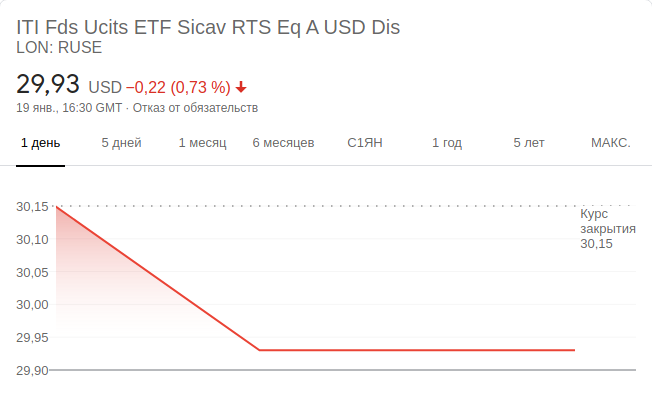 ITI Fds Ucits ETF Sicav RTS Eq A USD Dis
LON: RUSE
29,93 USD −0,22 (0,73 %)
19 янв., 16:30 GMT · Отказ от обязательств
1 день 5 дней 1 месяц 6 месяцев С1ЯН 1 год 5 лет МАКС.
30,15
30,10
30,05
30,00
29,95
29,90
Курс
закрытия
30,15